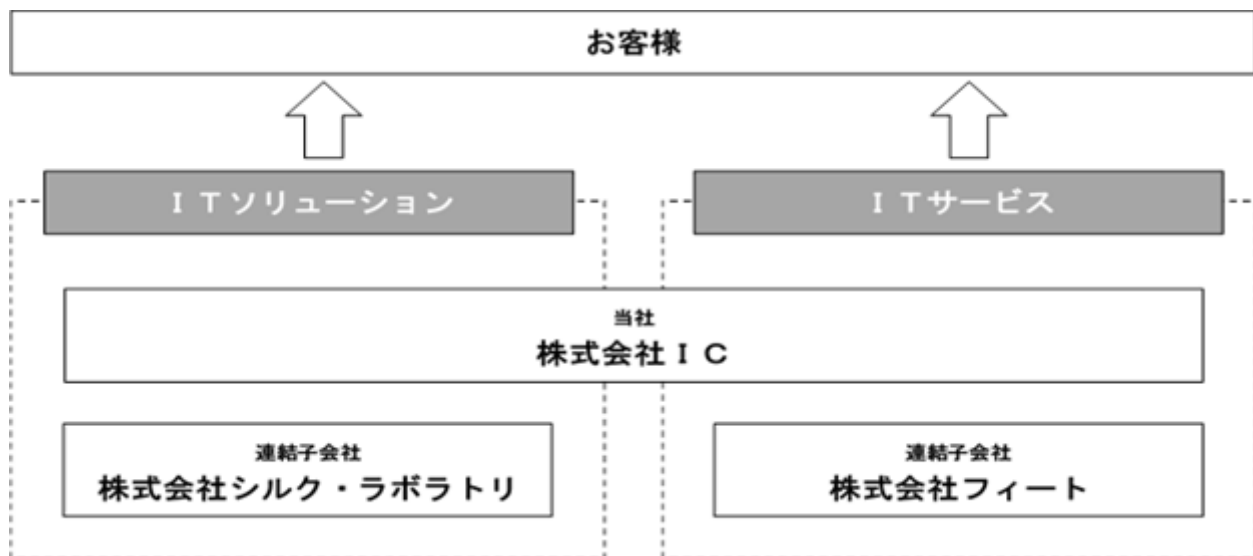 お客様
ＩＴソリューション
ＩＴサービス
当社
株式会社ＩＣ
連結子会社
株式会社シルク・ラボラトリ
連結子会社
株式会社フィート